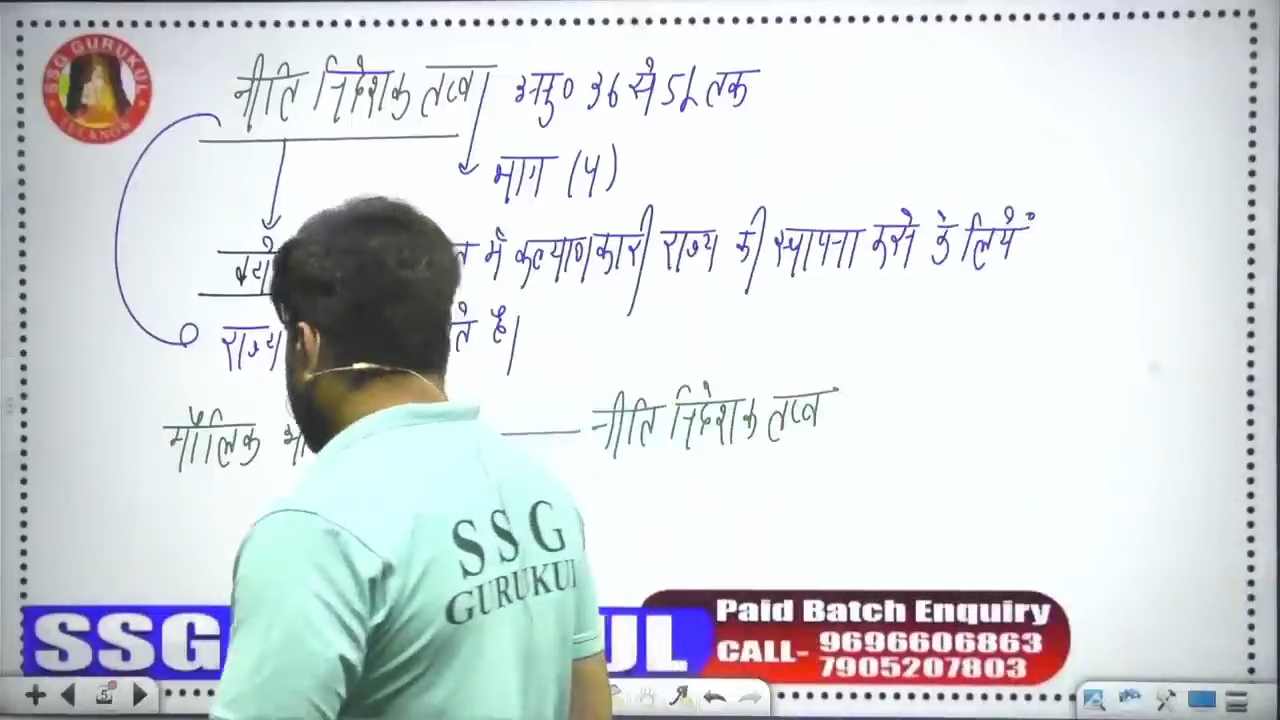 SSG GURUKUL
नीति निदेशक तत्व अनु० 36 से 51 तक
भाग (4)
क्यों में कल्याणकारी राज्य की स्थापना करने के लिये
राज्य है।
मौलिक नीति निदेशक तत्व
SSG
GURUKUL
SSG UL
Paid Batch Enquiry
CALL- 9696606863
7905207803
5